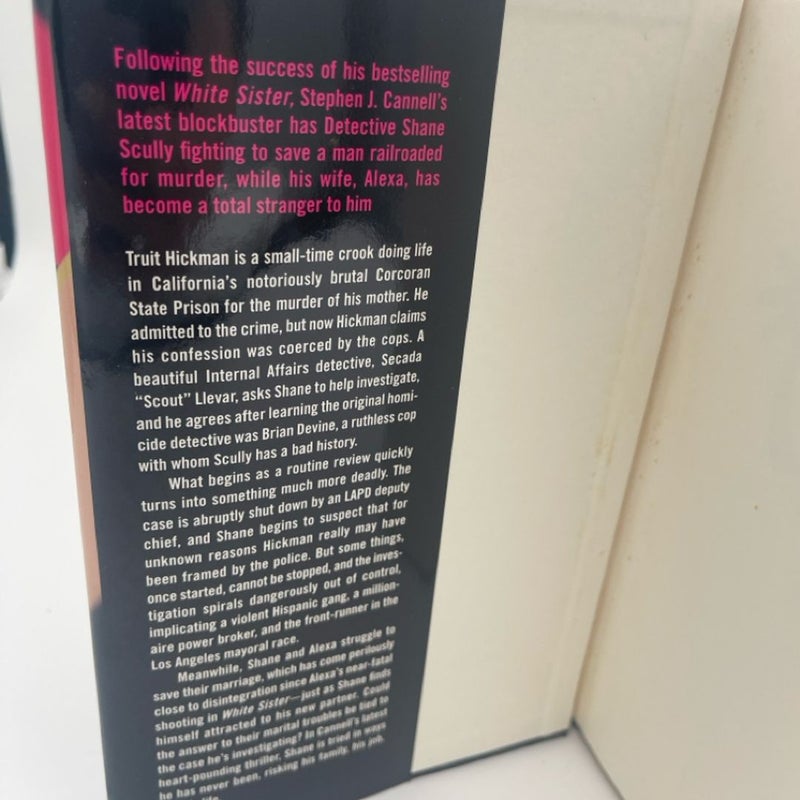 Following the success of his bestselling
novel White Sister, Stephen J. Cannell's
latest blockbuster has Detective Shane
Scully fighting to save a man railroaded
for murder, while his wife, Alexa, has
become a total stranger to him
Truit Hickman is a small-time crook doing life
in California's notoriously brutal Corcoran
State Prison for the murder of his mother. He
admitted to the crime, but now Hickman claims
his confession was coerced by the cops. A
beautiful Internal Affairs detective, Secada
“Scout” Llevar, asks Shane to help investigate,
and he agrees after learning the original homi-
cide detective was Brian Devine, a ruthless cop
with whom Scully has a bad history.
What begins as a routine review quickly
turns into something much more deadly. The
case is abruptly shut down by an LAPD deputy
chief, and Shane begins to suspect that for
unknown reasons Hickman really may have
been framed by the police. But some things,
once started, cannot be stopped, and the inves-
tigation spirals dangerously out of control,
implicating a violent Hispanic gang, a million-
aire power broker, and the front-runner in the
Los Angeles mayoral race.
Meanwhile, Shane and Alexa struggle to
save their marriage, which has come perilously
close to disintegration since Alexa's near-fatal
shooting in White Sister—just as Shane finds
himself attracted to his new partner. Could
the answer to their marital troubles be tied to
the case he's investigating? In Cannell's latest
heart-pounding thriller, Shane is tried in ways
he has never been, risking his family, his job,
life